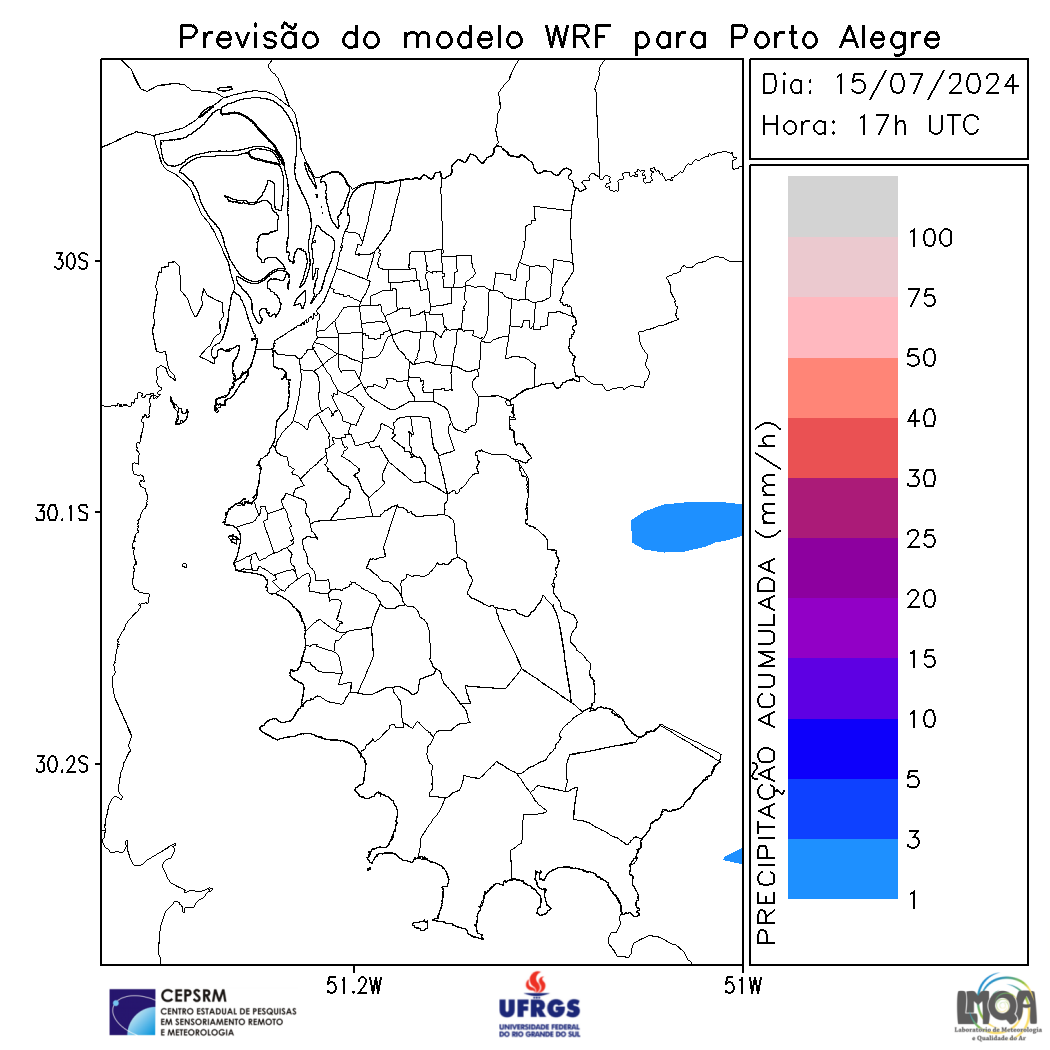 Previsão do modelo WRF para Porto Alegre
Dia: 15/07/2024
Hora: 17h UTC
30S
30.1S
30.2S
51.2W
51W
PRECIPITAÇÃO ACUMULADA (mm/h)
100
75
50
40
30
25
20
15
10
5
3
1
CEPSRM
CENTRO ESTADUAL DE PESQUISAS
EM SENSORIAMENTO REMOTO
E METEOROLOGIA
UFRGS
UNIVERSIDADE FEDERAL
DO RIO GRANDE DO SUL
LMQA
Laboratório de Meteorologia
e Qualidade do Ar